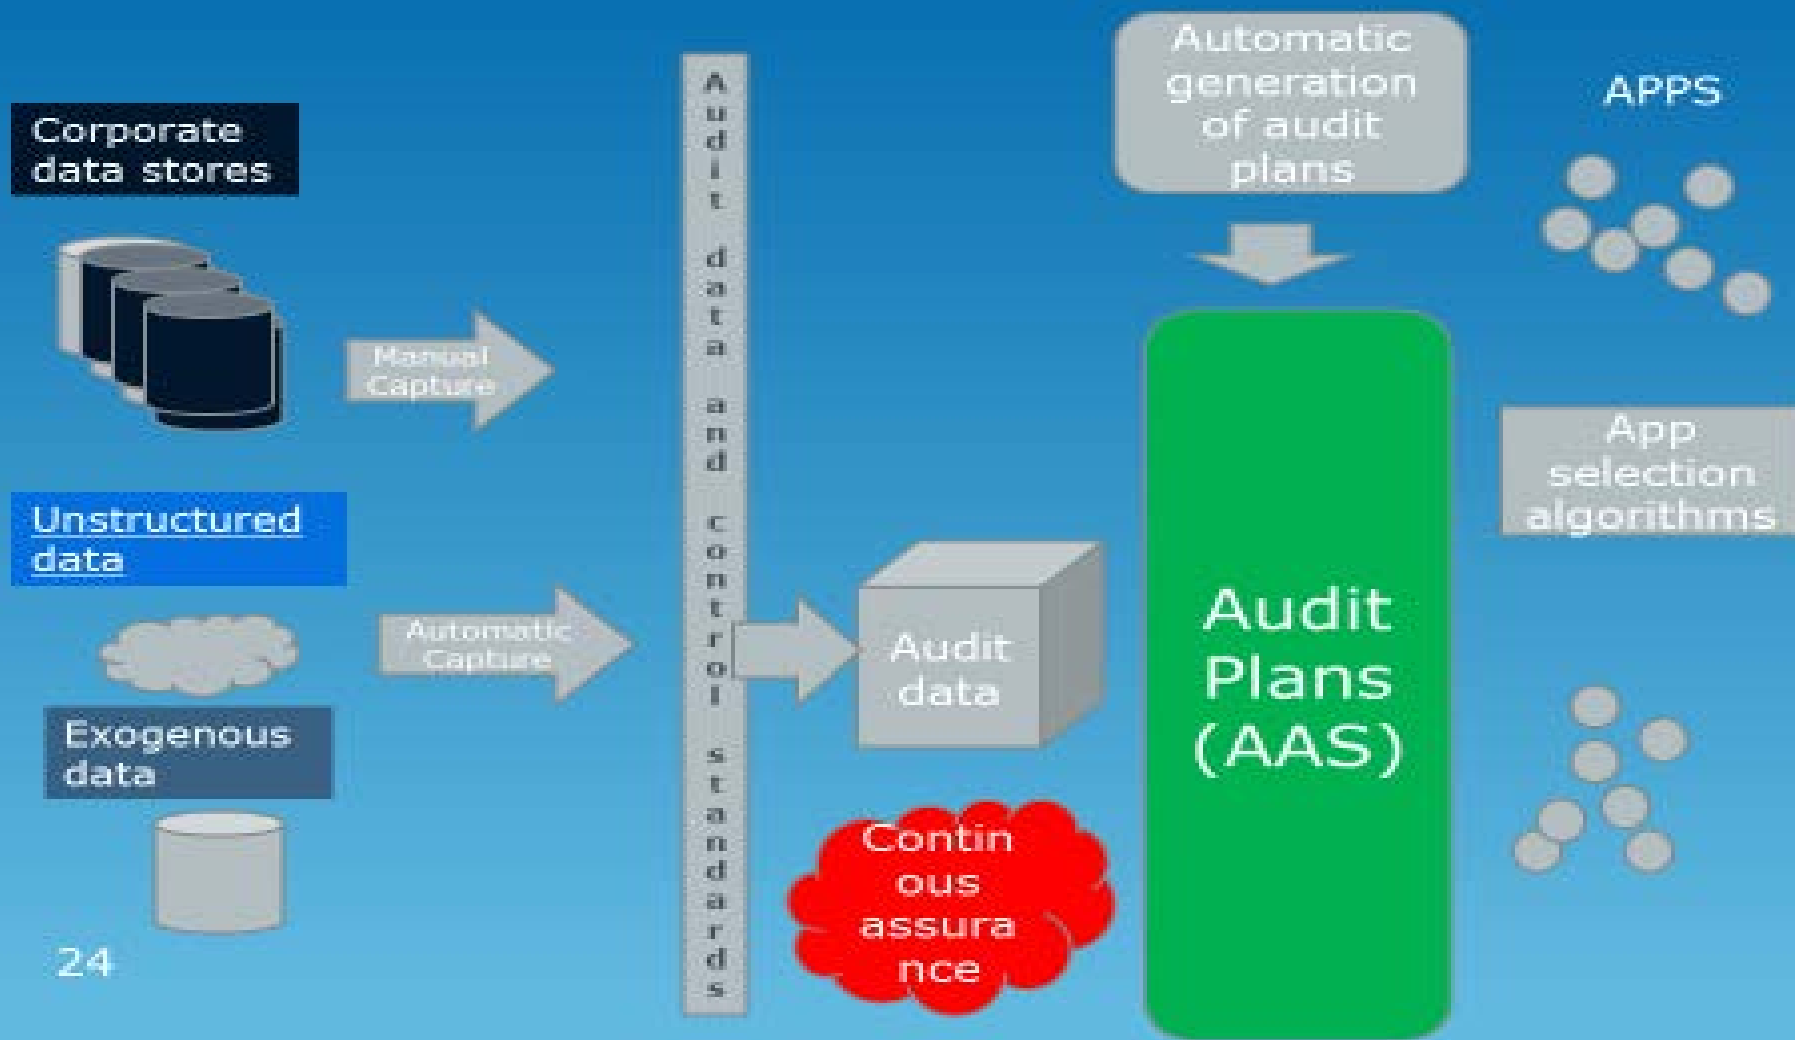 Corporate
data stores
Manual
Capture
Unstructured
data
Automatic
Capture
Exogenous
data
24
Audit data and control standards
Audit
data
Contin
ous
assura
nce
Automatic
generation
of audit
plans
Audit
Plans
(AAS)
APPS
App
selection
algorithms